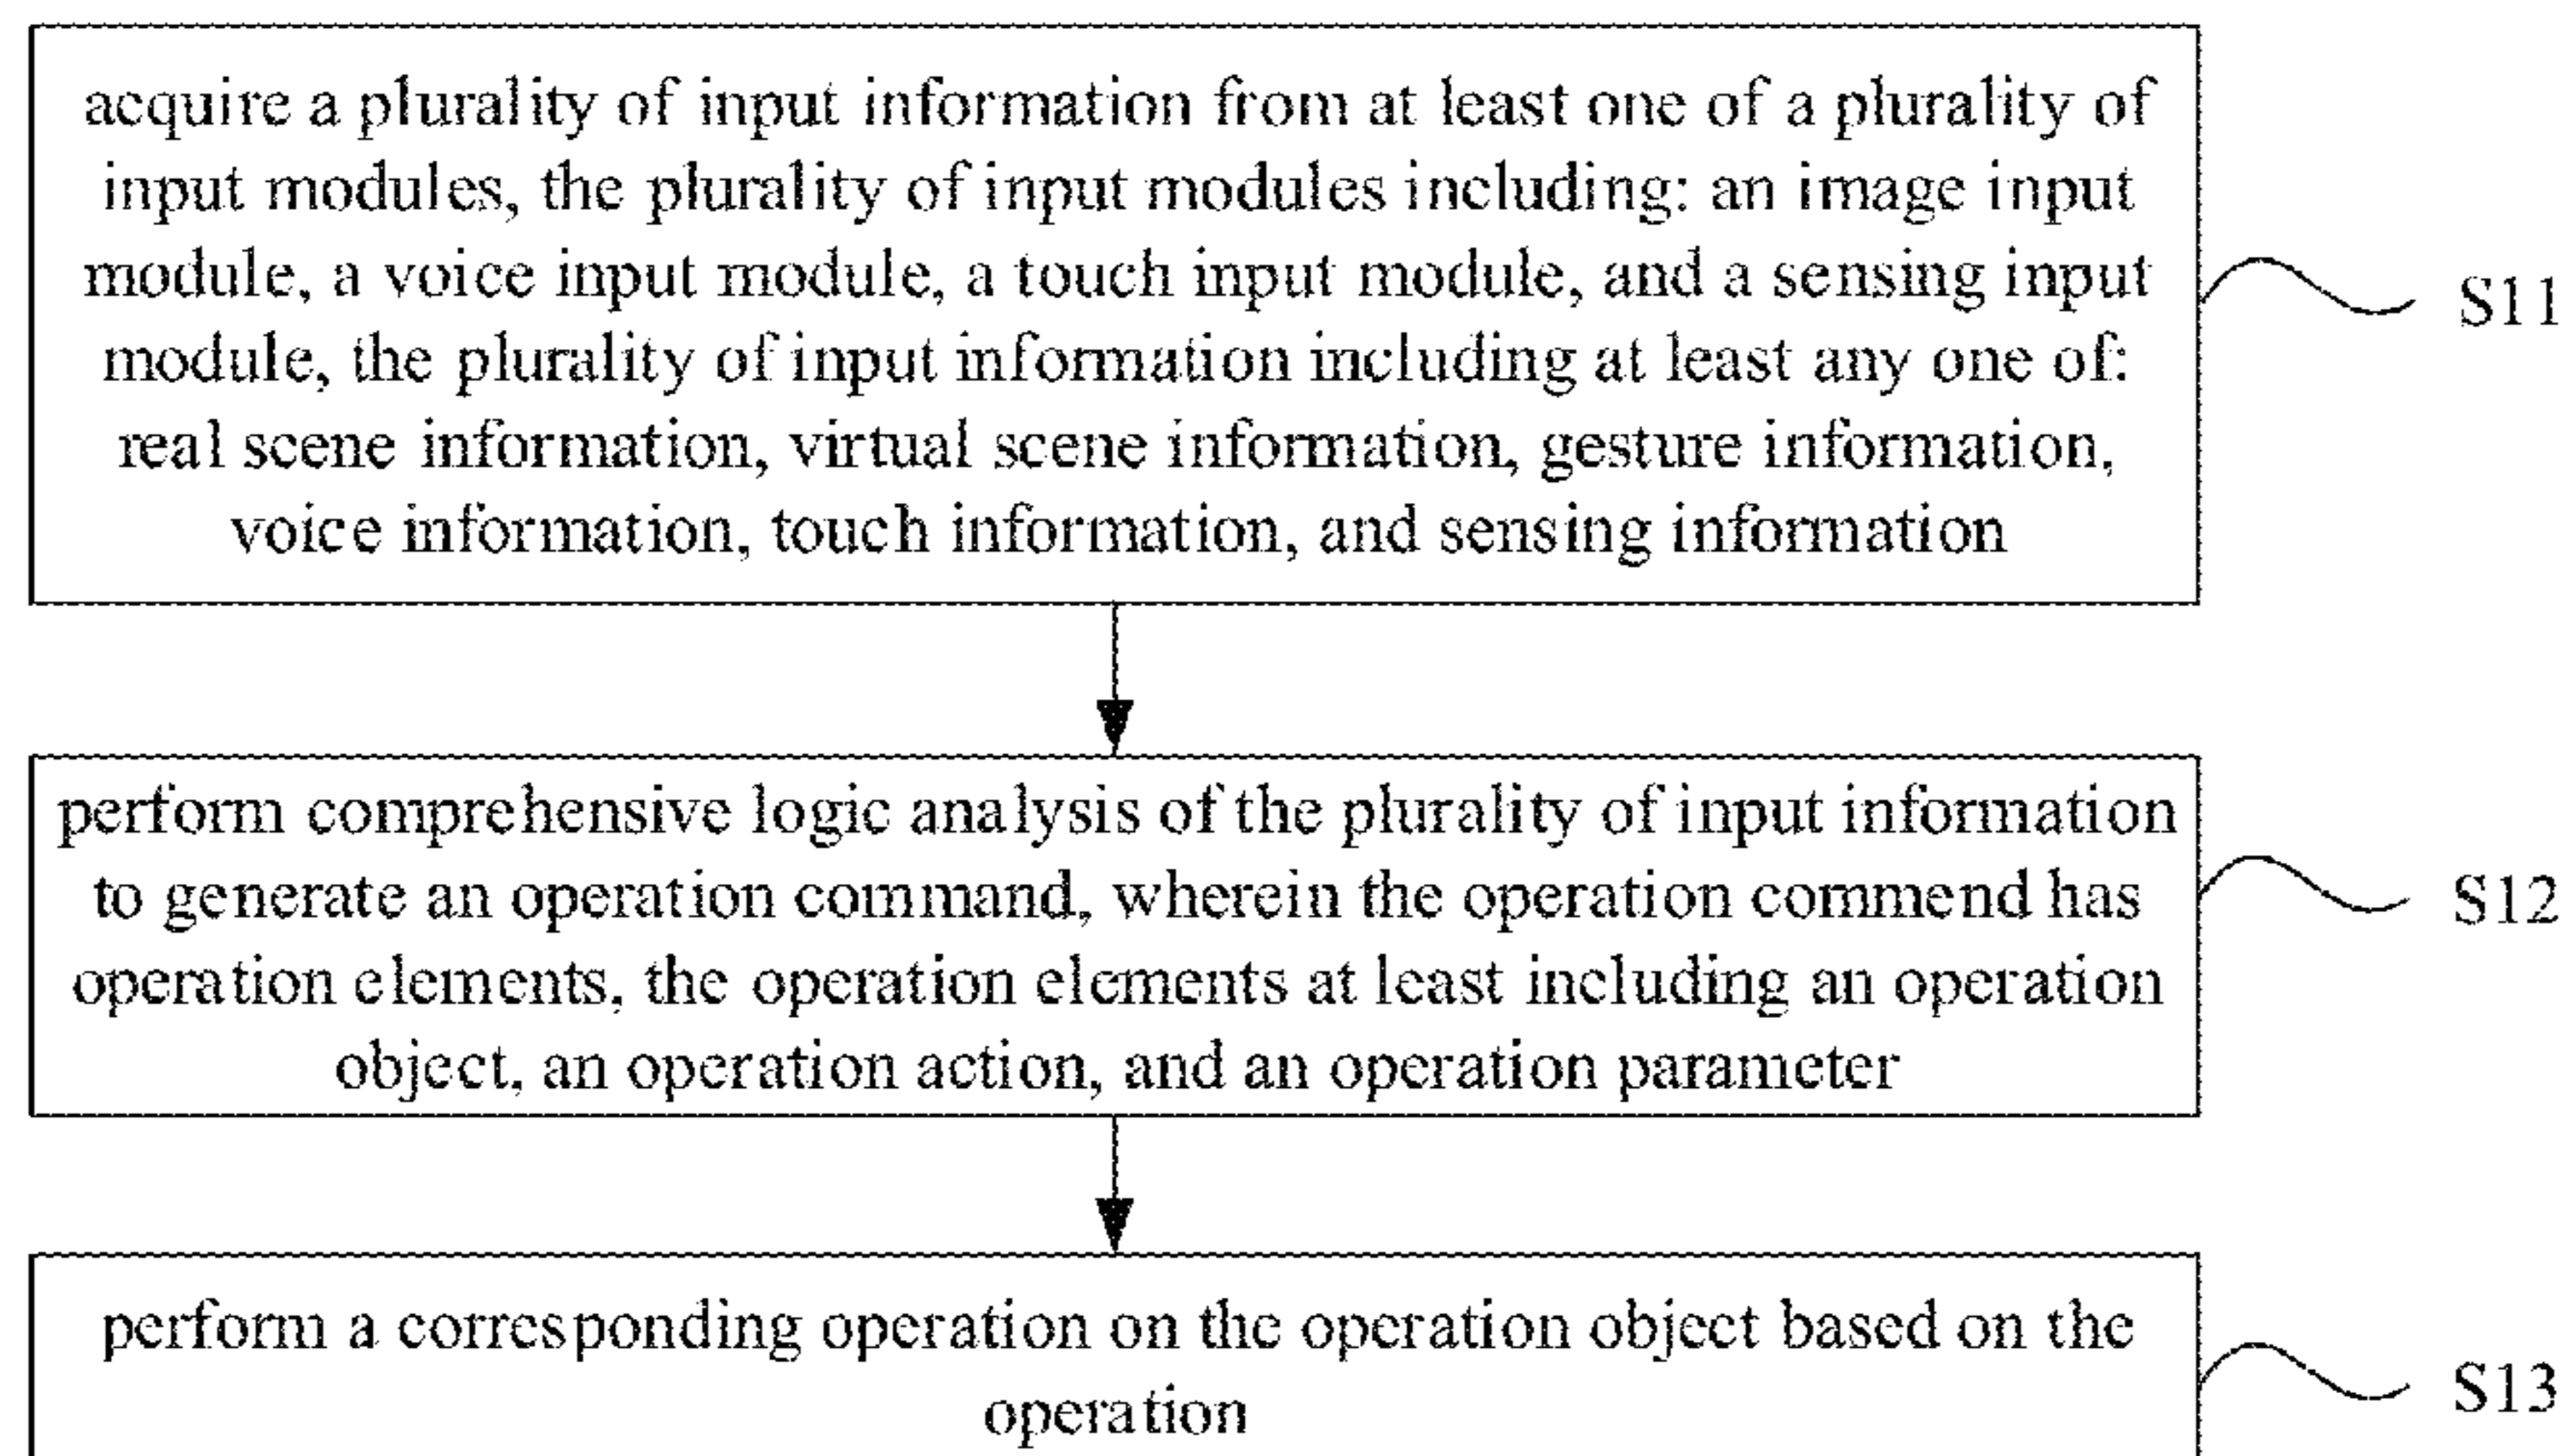 acquire a plurality of input information from at least one of a plurality of
input modules, the plurality of input modules including: an image input
module, a voice input module, a touch input module, and a sensing input
module, the plurality of input information including at least any one of:
real scene information, virtual scene information, gesture information,
voice information, touch information, and sensing information
S11
perform comprehensive logic analysis of the plurality of input information
to generate an operation command, wherein the operation commend has
operation elements, the operation elements at least including an operation
object, an operation action, and an operation parameter
S12
perform a corresponding operation on the operation object based on the
operation
S13